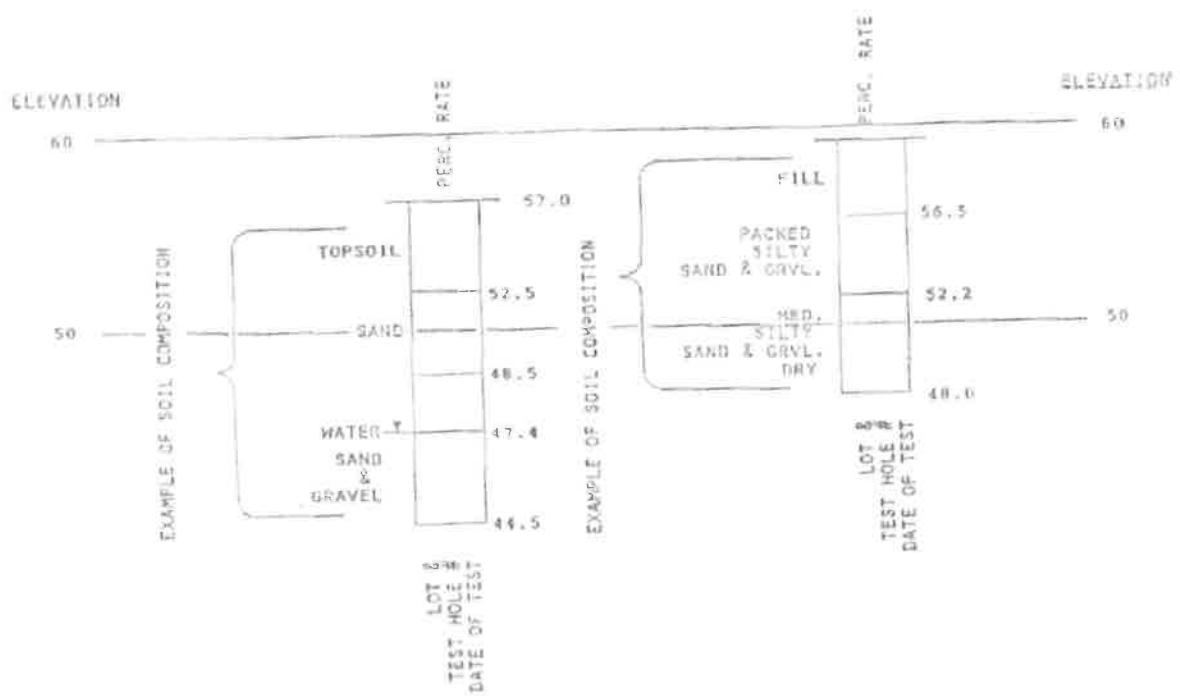 ELEVATION
60
50
EXAMPLE OF SOIL COMPOSITION
PERC. RATE
57.0
TOPSOIL
52.5
SAND
48.5
WATER
47.4
SAND
&
GRAVEL
44.5
LOT &
TEST HOLE #
DATE OF TEST
PERC. RATE
ELEVATION
60
50
EXAMPLE OF SOIL COMPOSITION
FILL
56.5
PACKED
SILTY
SAND & GRVL.
52.2
MED.
SILTY
SAND & GRVL.
DRY
48.0
LOT &
TEST HOLE #
DATE OF TEST